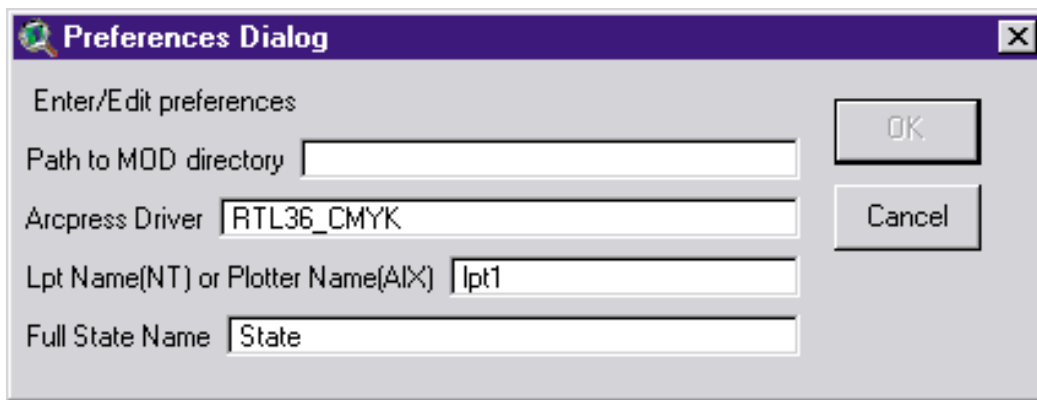 Preferences Dialog
Enter/Edit preferences
OK
Path to MOD directory
Arcpress Driver RTL36_CMYK
Cancel
Lpt Name(NT) or Plotter Name(AIX) lpt1
Full State Name State